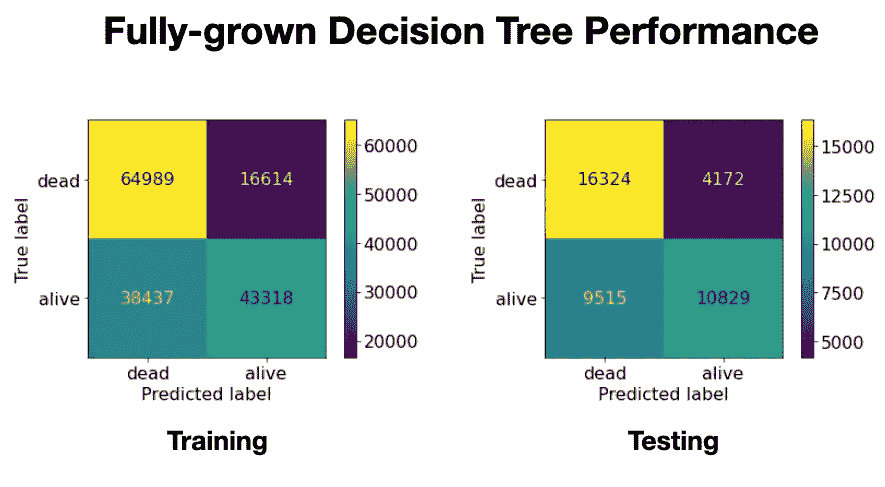 Fully-grown Decision Tree Performance
True label
dead
64989
16614
alive
38437
43318
dead
alive
Predicted label
60000
50000
40000
30000
20000
Training
True label
dead
16324
4172
alive
9515
10829
dead
alive
Predicted label
15000
12500
10000
7500
5000
Testing